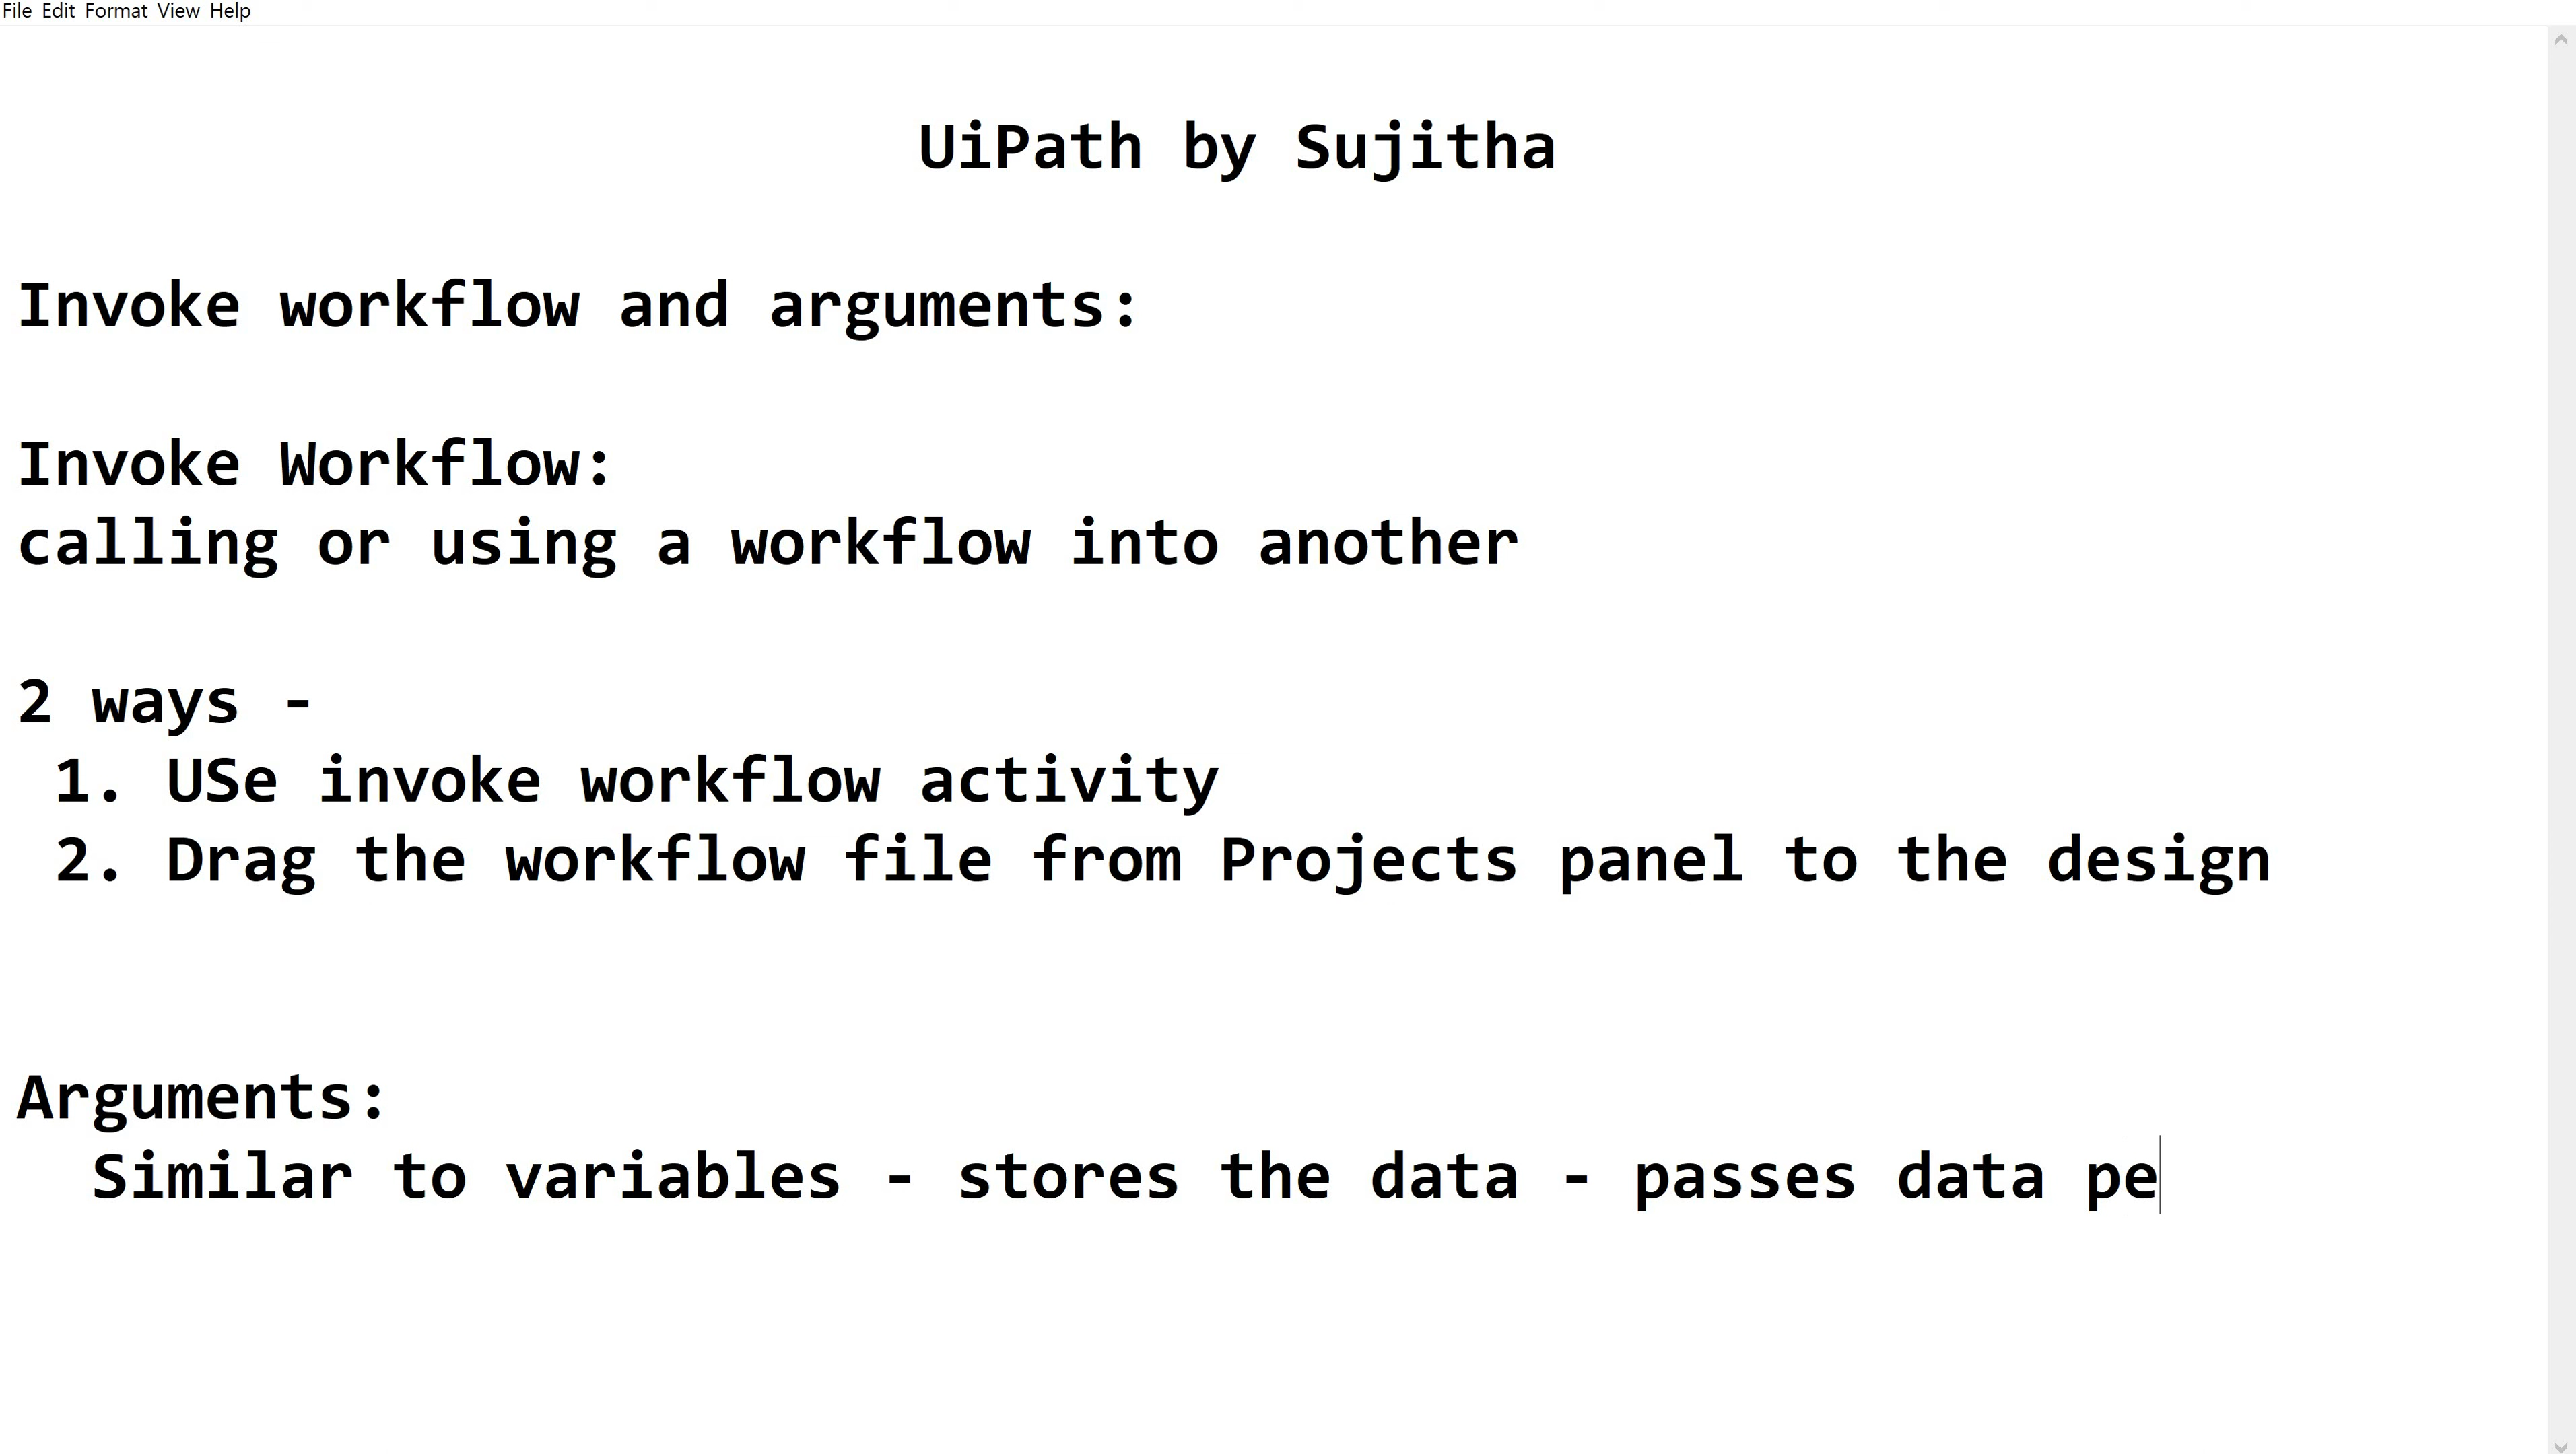 File Edit Format View Help
UiPath by Sujitha
Invoke workflow and arguments:
Invoke Workflow:
calling or using a workflow into another
2 ways -
1. USe invoke workflow activity
2. Drag the workflow file from Projects panel to the design
Arguments:
Similar to variables - stores the data - passes data pe